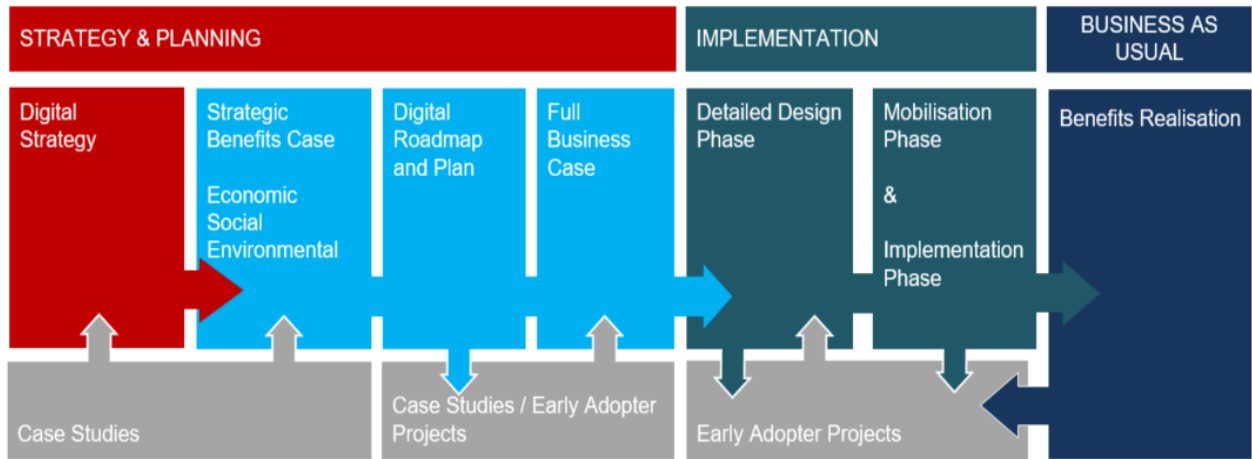 STRATEGY & PLANNING
IMPLEMENTATION
BUSINESS AS
USUAL
Digital
Strategy
Strategic
Benefits Case
Economic
Social
Environmental
Digital
Roadmap
and Plan
Full
Business
Case
Detailed Design
Phase
Mobilisation
Phase
&
Implementation
Phase
Benefits Realisation
Case Studies
Case Studies / Early Adopter
Projects
Early Adopter Projects